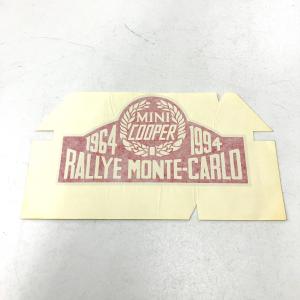 MINI
COOPER
1964 1994
RALLYE MONTE-CARLO